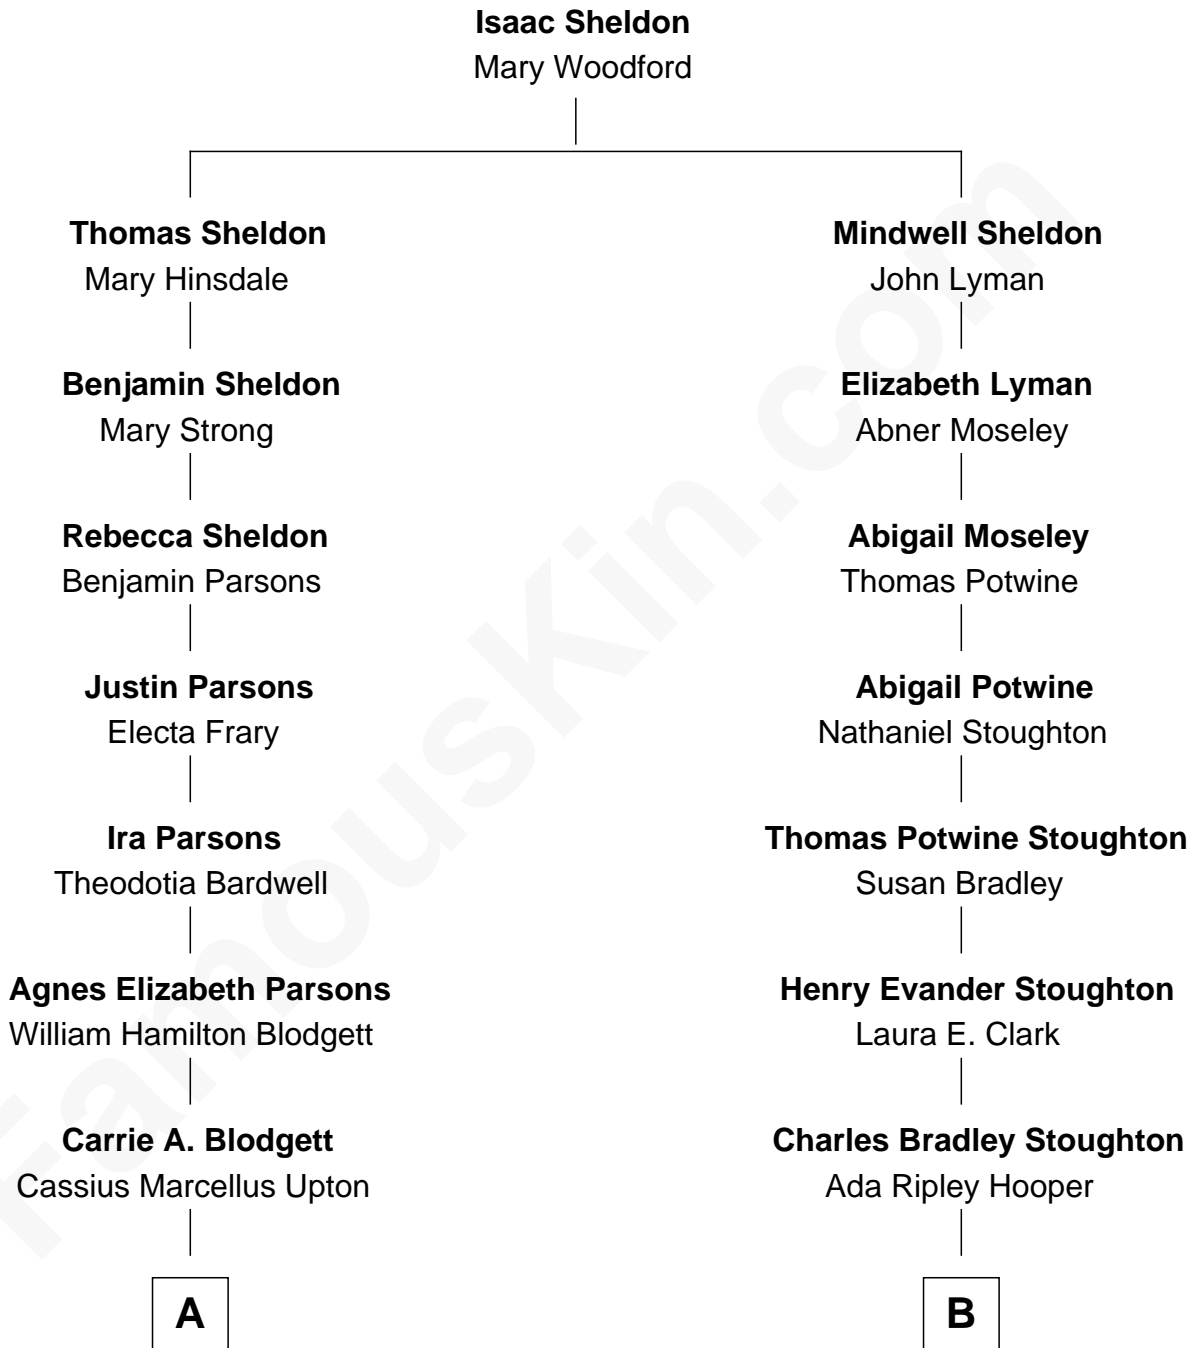 Isaac Sheldon
Mary Woodford
Thomas Sheldon
Mary Hinsdale
Mindwell Sheldon
John Lyman
Benjamin Sheldon
Mary Strong
Elizabeth Lyman
Abner Moseley
Rebecca Sheldon
Benjamin Parsons
Abigail Moseley
Thomas Potwine
Justin Parsons
Electa Frary
Abigail Potwine
Nathaniel Stoughton
Ira Parsons
Theodotia Bardwell
Thomas Potwine Stoughton
Susan Bradley
Agnes Elizabeth Parsons
William Hamilton Blodgett
Henry Evander Stoughton
Laura E. Clark
Carrie A. Blodgett
Cassius Marcellus Upton
Charles Bradley Stoughton
Ada Ripley Hooper
A
B
FamousKin.com